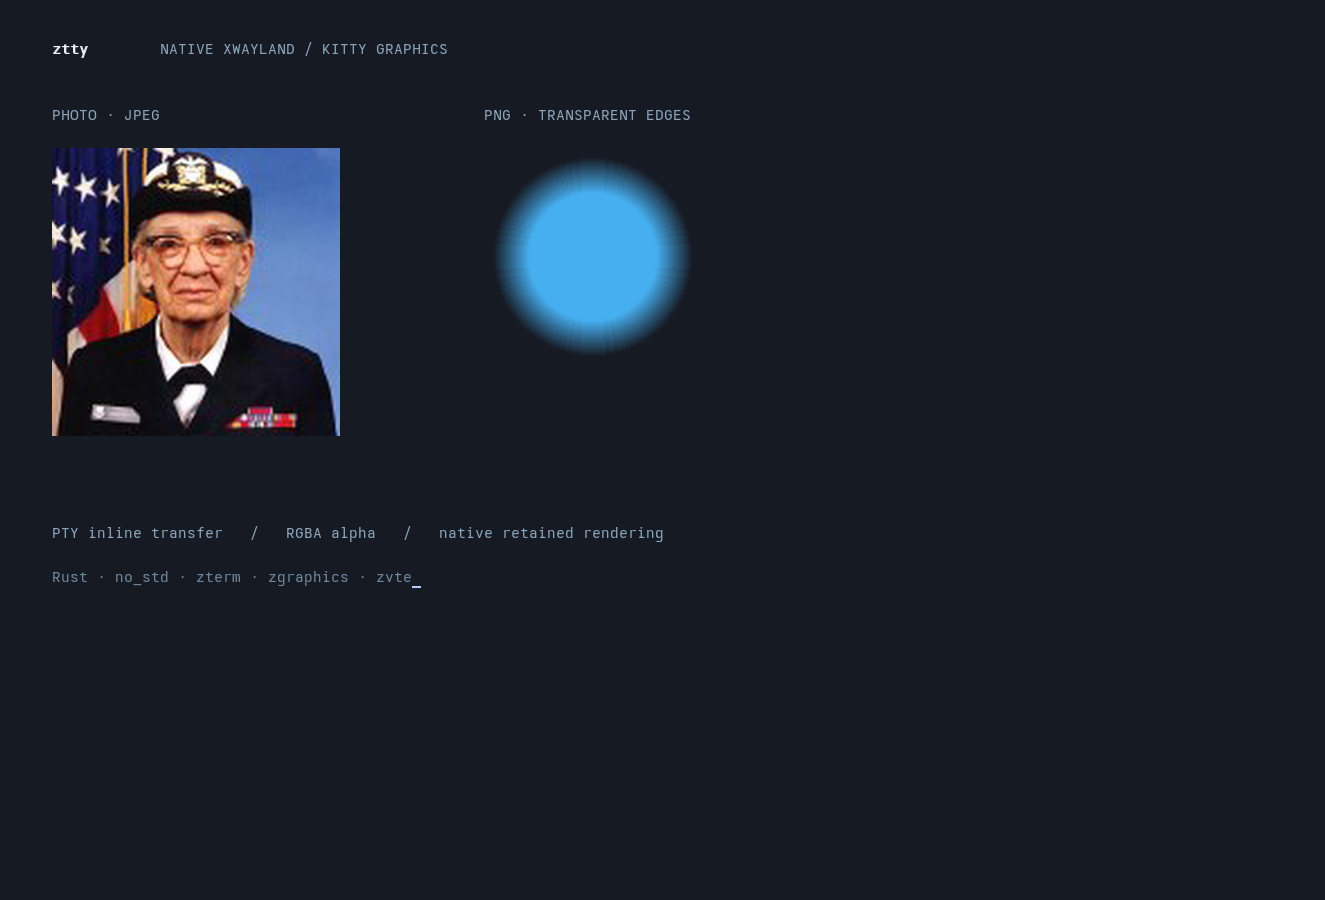 ztty NATIVE XWAYLAND / KITTY GRAPHICS
PHOTO · JPEG
PNG · TRANSPARENT EDGES
PTY inline transfer / RGBA alpha / native retained rendering
Rust · no_std · zterm · zgraphics · zvte_